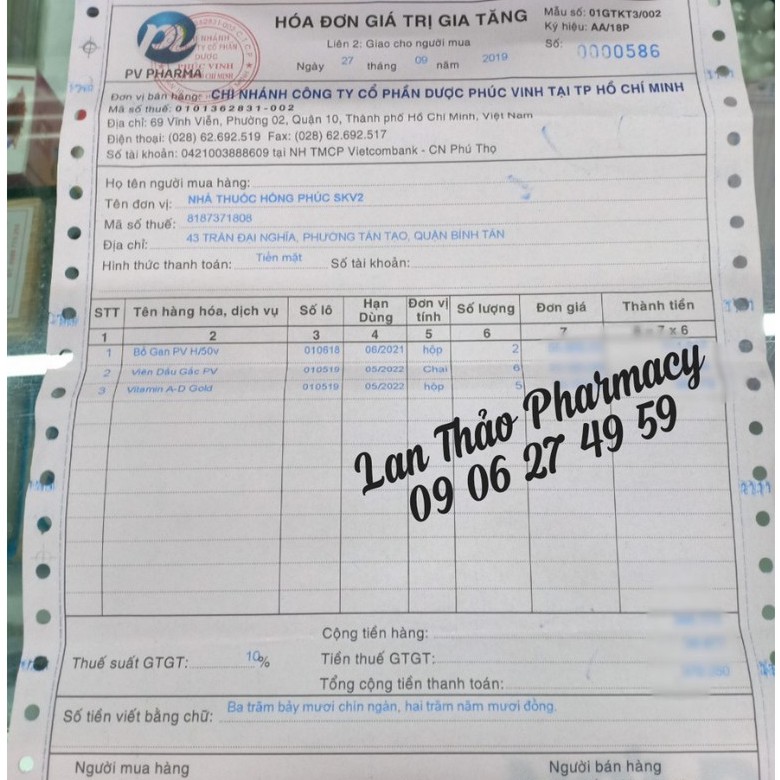 HÓA ĐƠN GIÁ TRỊ GIA TĂNG
Mẫu số: 01GTKT3/002
Liên 2: Giao cho người mua
Ký hiệu: AA/18P
Ngày 27 tháng 09 năm 2019
Số: 0000586
PV PHARMA
Đơn vị bán hàng: CHI NHÁNH CÔNG TY CỔ PHẦN DƯỢC PHÚC VINH TẠI TP HỒ CHÍ MINH
Mã số thuế: 0101362831-002
Địa chỉ: 69 Vĩnh Viễn, Phường 02, Quận 10, Thành phố Hồ Chí Minh, Việt Nam
Điện thoại: (028) 62.692.519 Fax: (028) 62.692.517
Số tài khoản: 0421003888609 tại NH TMCP Vietcombank - CN Phú Thọ
Họ tên người mua hàng:
Tên đơn vị: NHÀ THUỐC HỒNG PHÚC SKV2
Mã số thuế: 8187371808
Địa chỉ: 43 TRẦN ĐẠI NGHĨA, PHƯỜNG TÂN TẠO, QUẬN BÌNH TÂN
Hình thức thanh toán: Tiền mặt Số tài khoản:
STT Tên hàng hóa, dịch vụ Số lô Hạn Dùng Đơn vị tính Số lượng Đơn giá Thành tiền
1 2 3 4 5 6 7 8 = 7 x 6
1 Bổ Gan PV H/50v 010618 06/2021 hộp 2
2 Viên Dầu Gấc PV 010519 05/2022 Chai 6
3 Vitamin A-D Gold 010519 05/2022 hộp 5
Lan Thảo Pharmacy
09 06 27 49 59
Cộng tiền hàng:
Thuế suất GTGT: 10% Tiền thuế GTGT:
Tổng cộng tiền thanh toán:
Số tiền viết bằng chữ: Ba trăm bảy mươi chín ngàn, hai trăm năm mươi đồng.
Người mua hàng Người bán hàng